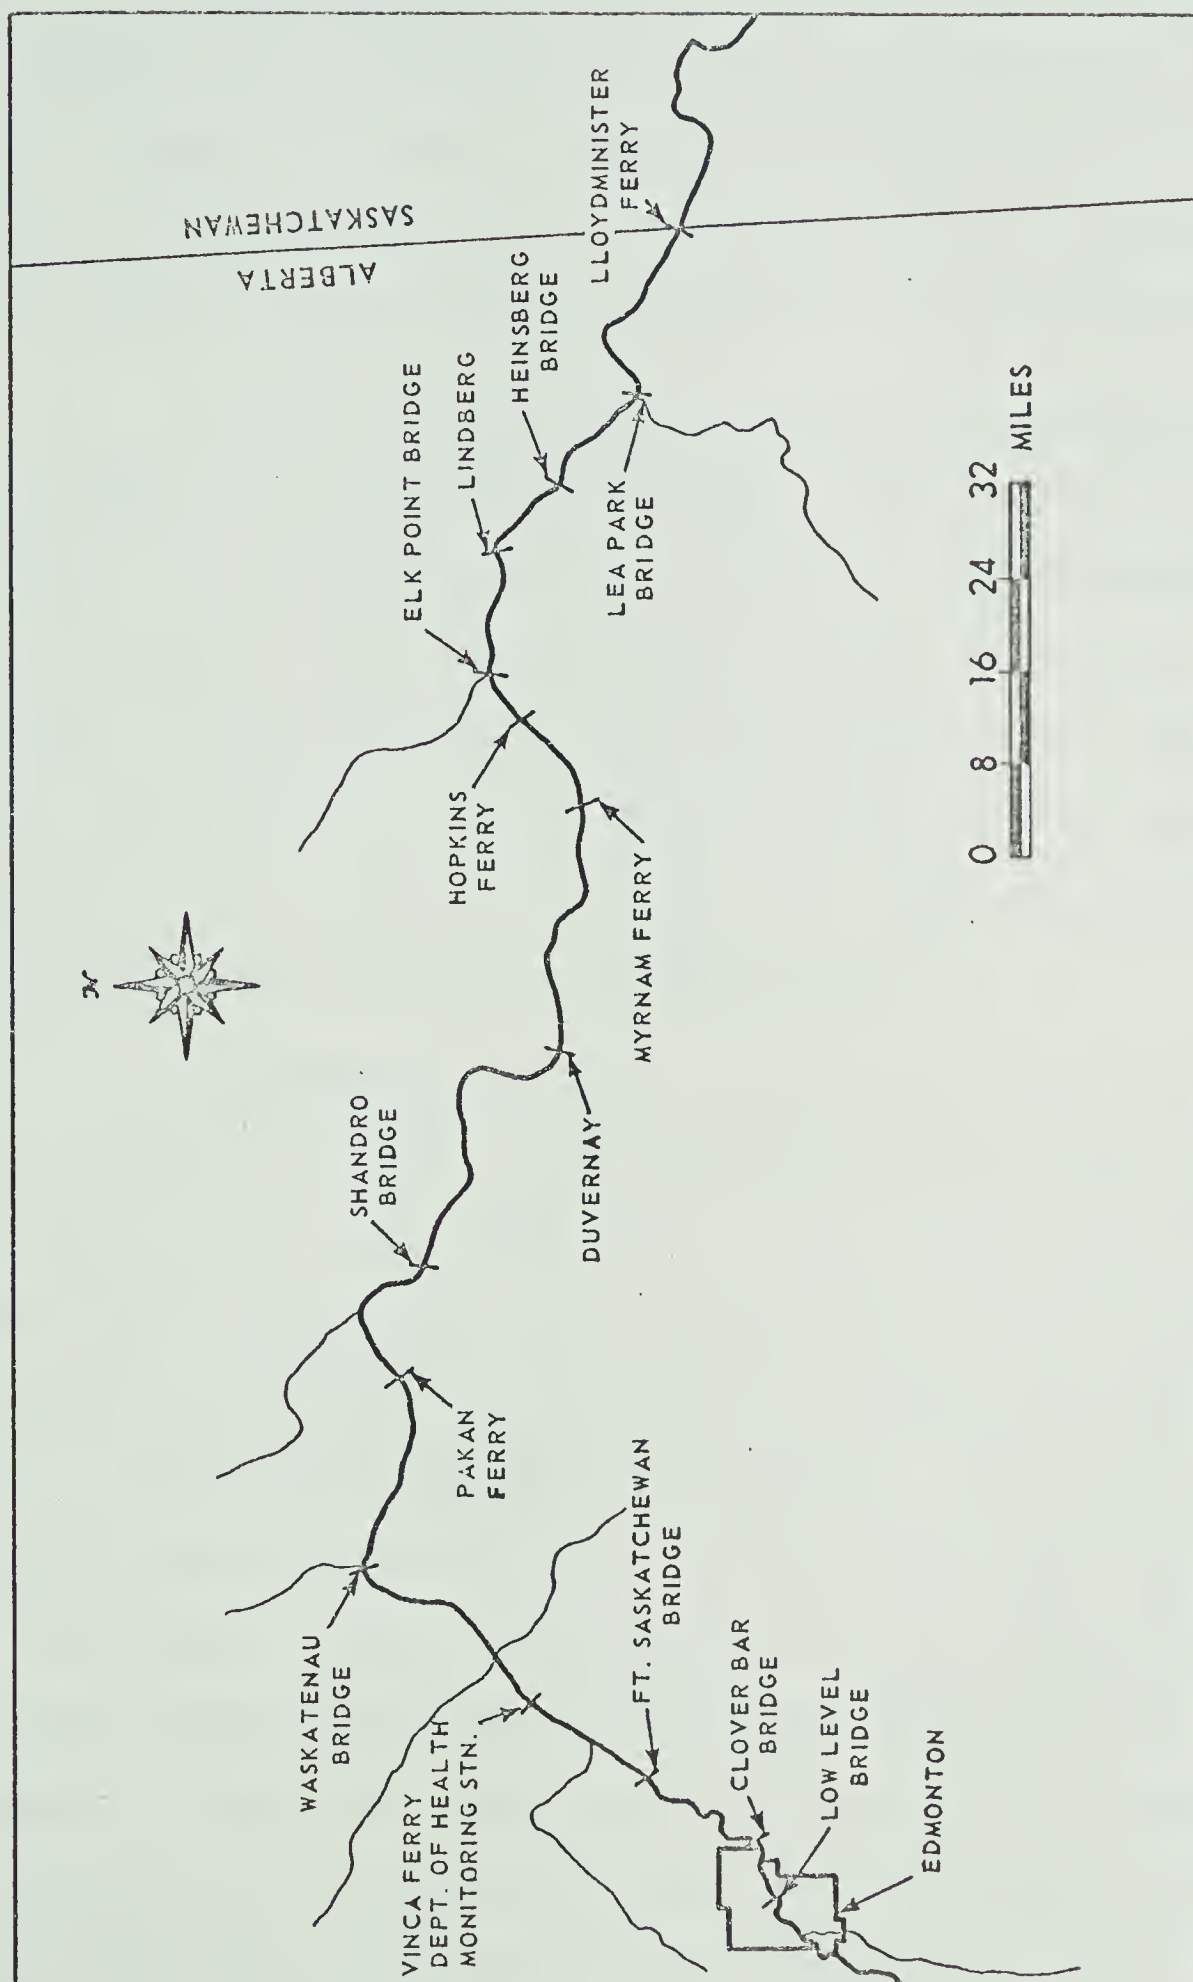 N
SASKATCHEWAN
ALBERTA
LLOYDMINISTER
FERRY
HEINSBERG
BRIDGE
LINDBERG
ELK POINT BRIDGE
LEA PARK
BRIDGE
HOPKINS
FERRY
MYRNAM FERRY
DUVERNAY
SHANDRO
BRIDGE
PAKAN
FERRY
WASKATENAU
BRIDGE
VINCA FERRY
DEPT. OF HEALTH
MONITORING STN.
FT. SASKATCHEWAN
BRIDGE
CLOVER BAR
BRIDGE
LOW LEVEL
BRIDGE
EDMONTON
0 8 16 24 32 MILES